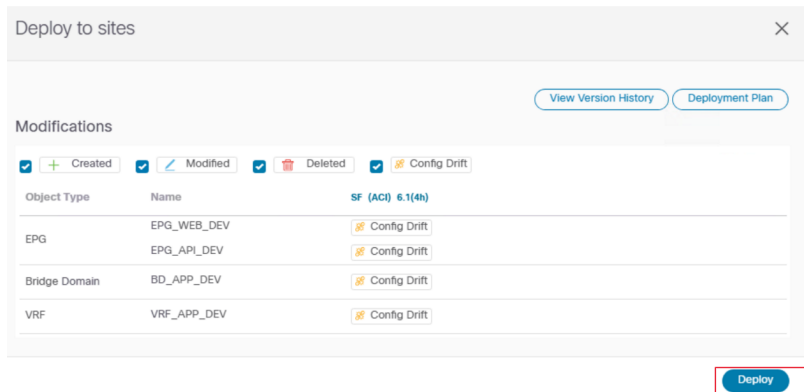 Deploy to sites
View Version History
Deployment Plan
Modifications
Created
Modified
Deleted
Config Drift
Object Type Name SF (ACI) 6.1(4h)
EPG
EPG_WEB_DEV Config Drift
EPG_API_DEV Config Drift
Bridge Domain BD_APP_DEV Config Drift
VRF VRF_APP_DEV Config Drift
Deploy